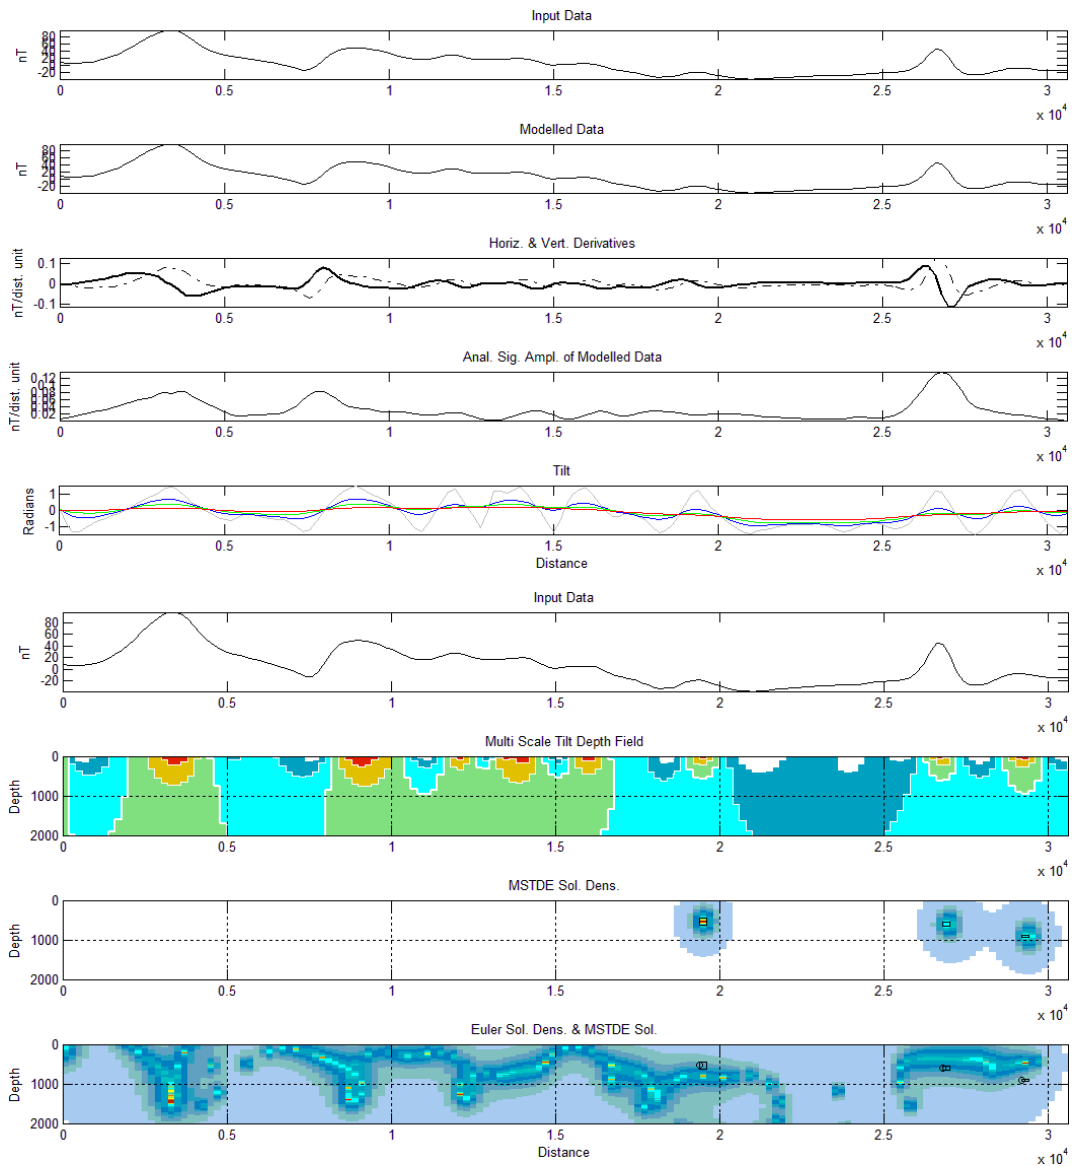 Input Data
nT
80
60
40
20
0
-20
0 0.5 1 1.5 2 2.5 3
x 10^4
Modelled Data
nT
80
60
40
20
0
-20
0 0.5 1 1.5 2 2.5 3
x 10^4
Horiz. & Vert. Derivatives
nT/dist. unit
0.1
0
-0.1
0 0.5 1 1.5 2 2.5 3
x 10^4
Anal. Sig. Ampl. of Modelled Data
nT/dist. unit
0.12
0.1
0.08
0.06
0.04
0.02
0 0.5 1 1.5 2 2.5 3
x 10^4
Tilt
Radians
1
0
-1
0 0.5 1 1.5 2 2.5 3
Distance
x 10^4
Input Data
nT
80
60
40
20
0
-20
0 0.5 1 1.5 2 2.5 3
x 10^4
Multi Scale Tilt Depth Field
Depth
0
1000
2000
0 0.5 1 1.5 2 2.5 3
x 10^4
MSTDE Sol. Dens.
Depth
0
1000
2000
0 0.5 1 1.5 2 2.5 3
x 10^4
Euler Sol. Dens. & MSTDE Sol.
Depth
0
1000
2000
0 0.5 1 1.5 2 2.5 3
Distance
x 10^4